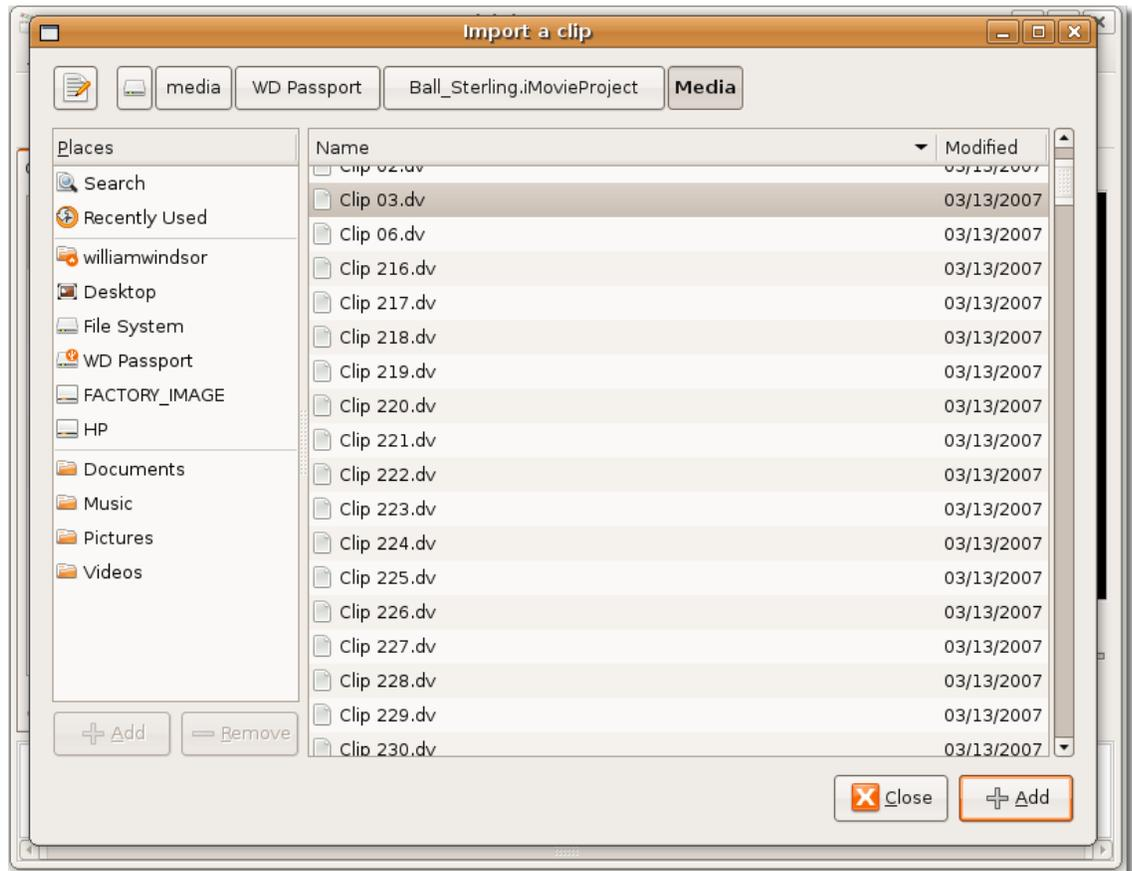 Import a clip
media WD Passport Ball_Sterling.iMovieProject Media
Places
Search
Recently Used
williamwindsor
Desktop
File System
WD Passport
FACTORY_IMAGE
HP
Documents
Music
Pictures
Videos
Add Remove
Name Modified
Clip 02.dv 03/13/2007
Clip 03.dv 03/13/2007
Clip 06.dv 03/13/2007
Clip 216.dv 03/13/2007
Clip 217.dv 03/13/2007
Clip 218.dv 03/13/2007
Clip 219.dv 03/13/2007
Clip 220.dv 03/13/2007
Clip 221.dv 03/13/2007
Clip 222.dv 03/13/2007
Clip 223.dv 03/13/2007
Clip 224.dv 03/13/2007
Clip 225.dv 03/13/2007
Clip 226.dv 03/13/2007
Clip 227.dv 03/13/2007
Clip 228.dv 03/13/2007
Clip 229.dv 03/13/2007
Clip 230.dv 03/13/2007
Close Add